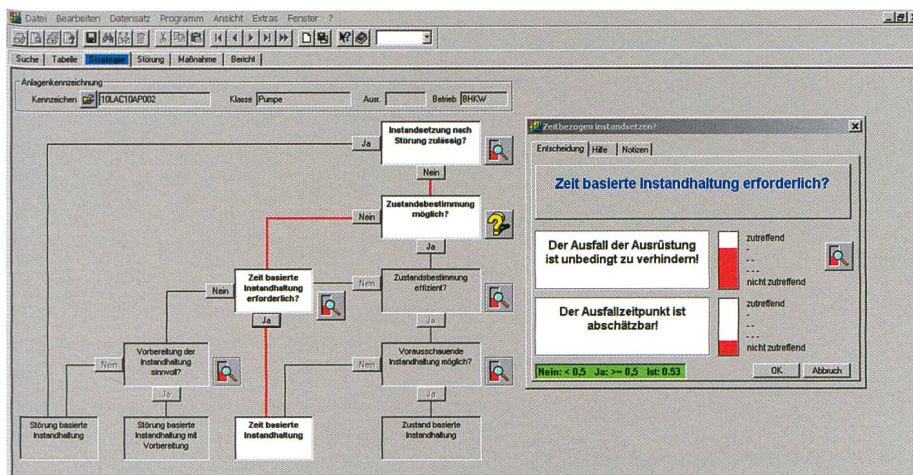 Datei Bearbeiten Datensatz Programm Ansicht Extras Fenster ?
Suche Tabelle Strategie Störung Maßnahme Bericht
Anlagenkennzeichnung
Kennzeichen 10LAC10AP002 Klasse Pumpe Ausr. Betrieb BHKW
Instandsetzung nach
Störung zulässig?
Ja
Nein
Zustandsbestimmung
möglich?
Nein
Ja
Zeit basierte
Instandhaltung
erforderlich?
Nein
Ja
Nein
Zustandsbestimmung
effizient?
Ja
Vorbereitung der
Instandhaltung
sinnvoll?
Nein
Ja
Nein
Vorausschauende
Instandhaltung möglich?
Ja
Störung basierte
Instandhaltung
Störung basierte
Instandhaltung mit
Vorbereitung
Zeit basierte
Instandhaltung
Zustand basierte
Instandhaltung
Zeitbezogen instandsetzen?
Entscheidung Hilfe Notizen
Zeit basierte Instandhaltung erforderlich?
Der Ausfall der Ausrüstung
ist unbedingt zu verhindern!
zutreffend
-
- -
- - -
nicht zutreffend
Der Ausfallzeitpunkt ist
abschätzbar!
zutreffend
-
- -
- - -
nicht zutreffend
Nein: < 0,5 Ja: >= 0,5 Ist: 0.53
OK Abbruch